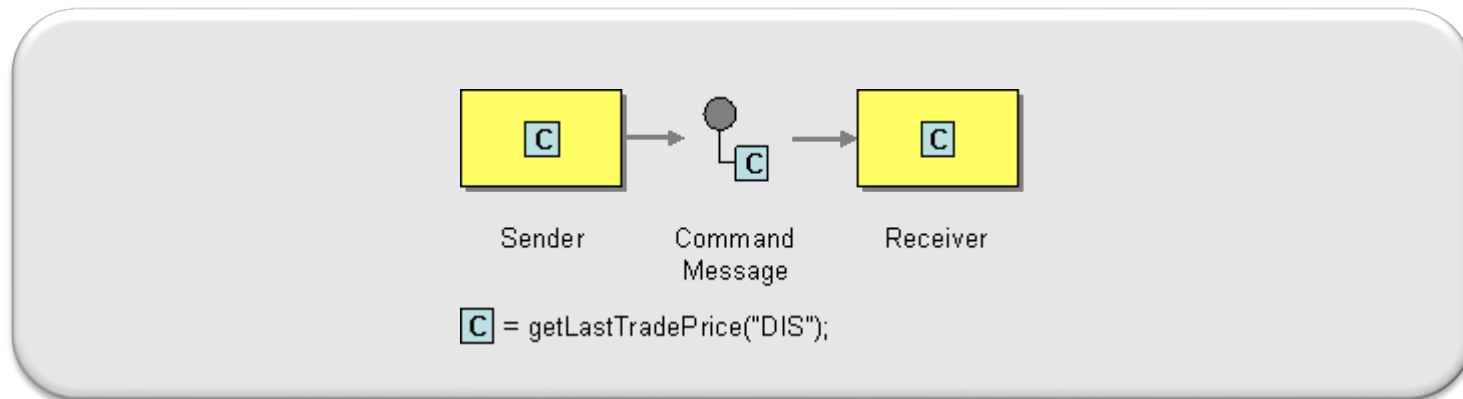 C C C
Sender Command Receiver
Message
C = getLastTradePrice("DIS");